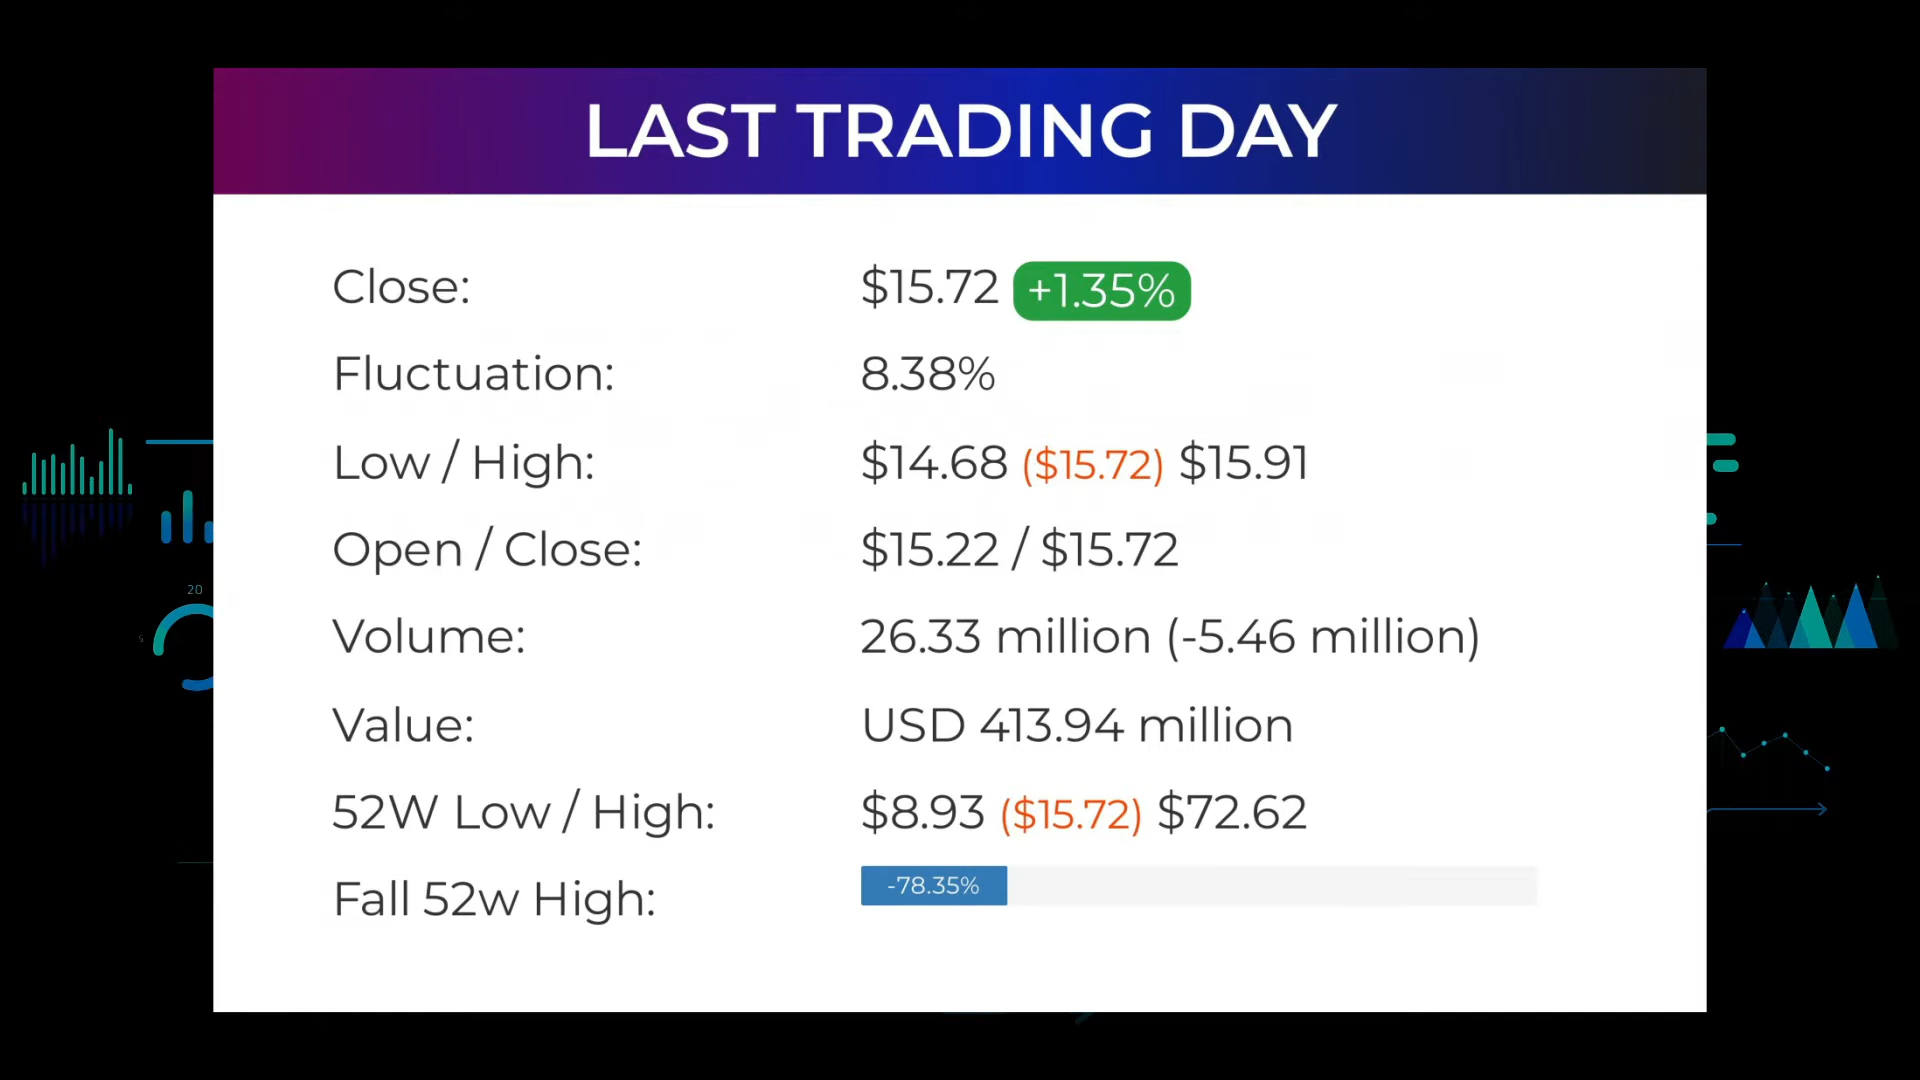 LAST TRADING DAY
Close: $15.72 +1.35%
Fluctuation: 8.38%
Low / High: $14.68 ($15.72) $15.91
Open / Close: $15.22 / $15.72
Volume: 26.33 million (-5.46 million)
20
Value: USD 413.94 million
52W Low / High: $8.93 ($15.72) $72.62
Fall 52w High: -78.35%